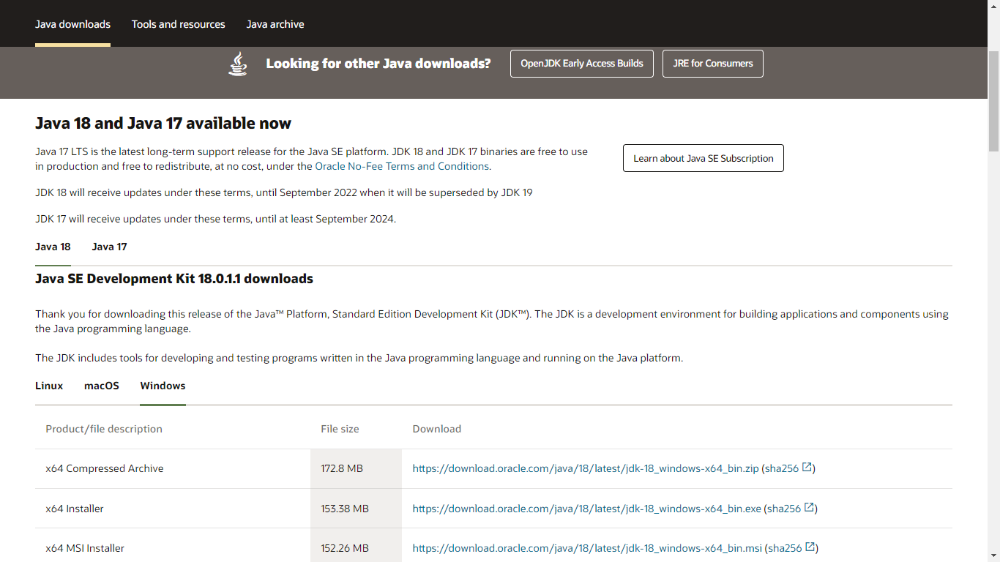 Java downloads Tools and resources Java archive
Looking for other Java downloads? OpenJDK Early Access Builds JRE for Consumers
Java 18 and Java 17 available now
Java 17 LTS is the latest long-term support release for the Java SE platform. JDK 18 and JDK 17 binaries are free to use
in production and free to redistribute, at no cost, under the Oracle No-Fee Terms and Conditions.
Learn about Java SE Subscription
JDK 18 will receive updates under these terms, until September 2022 when it will be superseded by JDK 19
JDK 17 will receive updates under these terms, until at least September 2024.
Java 18 Java 17
Java SE Development Kit 18.0.1.1 downloads
Thank you for downloading this release of the Java™ Platform, Standard Edition Development Kit (JDK™). The JDK is a development environment for building applications and components using
the Java programming language.
The JDK includes tools for developing and testing programs written in the Java programming language and running on the Java platform.
Linux macOS Windows
Product/file description File size Download
x64 Compressed Archive 172.8 MB https://download.oracle.com/java/18/latest/jdk-18_windows-x64_bin.zip (sha256)
x64 Installer 153.38 MB https://download.oracle.com/java/18/latest/jdk-18_windows-x64_bin.exe (sha256)
x64 MSI Installer 152.26 MB https://download.oracle.com/java/18/latest/jdk-18_windows-x64_bin.msi (sha256)